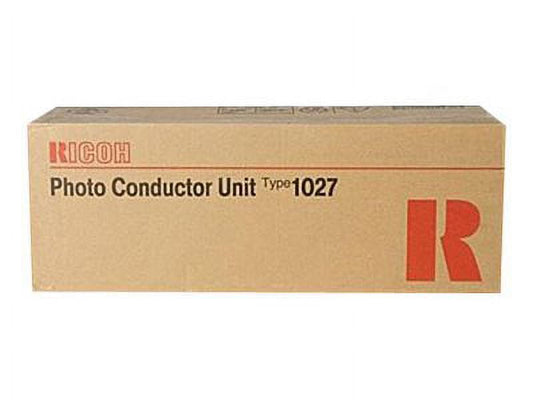 RICOH
Photo Conductor Unit Type 1027
R